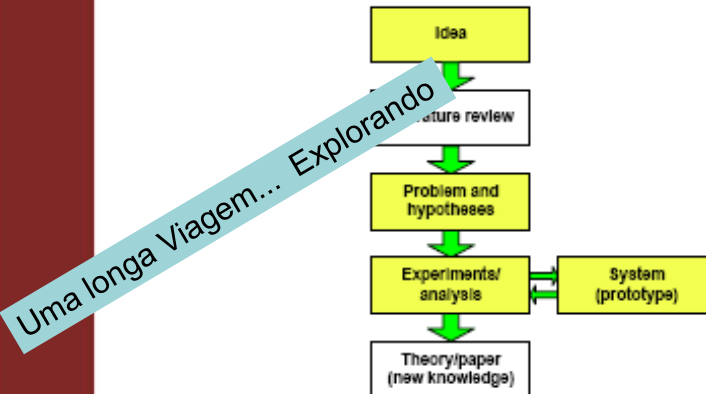 Idea
Uma longa Viagem... Explorando
ature review
Problem and
hypotheses
Experiments/
analysis
System
(prototype)
Theory/paper
(new knowledge)